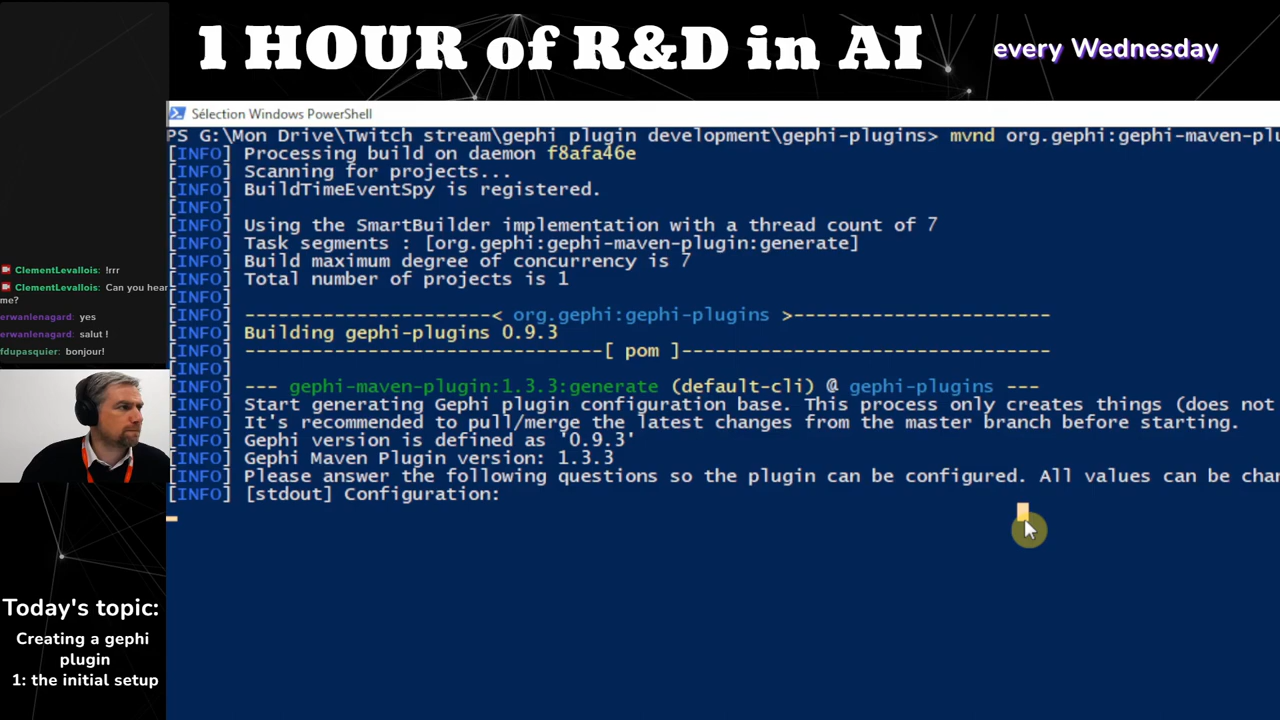 1 HOUR of R&D in AI
every Wednesday
Sélection Windows PowerShell
PS G:\Mon Drive\Twitch stream\gephi plugin development\gephi-plugins> mvnd org.gephi:gephi-maven-plu
[INFO] Processing build on daemon f8afa46e
[INFO] Scanning for projects...
[INFO] BuildTimeEventSpy is registered.
[INFO]
[INFO] Using the SmartBuilder implementation with a thread count of 7
[INFO] Task segments : [org.gephi:gephi-maven-plugin:generate]
[INFO] Build maximum degree of concurrency is 7
[INFO] Total number of projects is 1
[INFO]
[INFO] ----------------------< org.gephi:gephi-plugins >-----------------------
[INFO] Building gephi-plugins 0.9.3
[INFO] --------------------------------[ pom ]---------------------------------
[INFO]
[INFO] --- gephi-maven-plugin:1.3.3:generate (default-cli) @ gephi-plugins ---
[INFO] Start generating Gephi plugin configuration base. This process only creates things (does not
[INFO] It's recommended to pull/merge the latest changes from the master branch before starting.
[INFO] Gephi version is defined as '0.9.3'
[INFO] Gephi Maven Plugin version: 1.3.3
[INFO] Please answer the following questions so the plugin can be configured. All values can be chan
[INFO] [stdout] Configuration:
ClementLevallois: !rrr
ClementLevallois: Can you hear
me?
erwanlenagard: yes
erwanlenagard: salut !
fdupasquier: bonjour!
Today's topic:
Creating a gephi
plugin
1: the initial setup